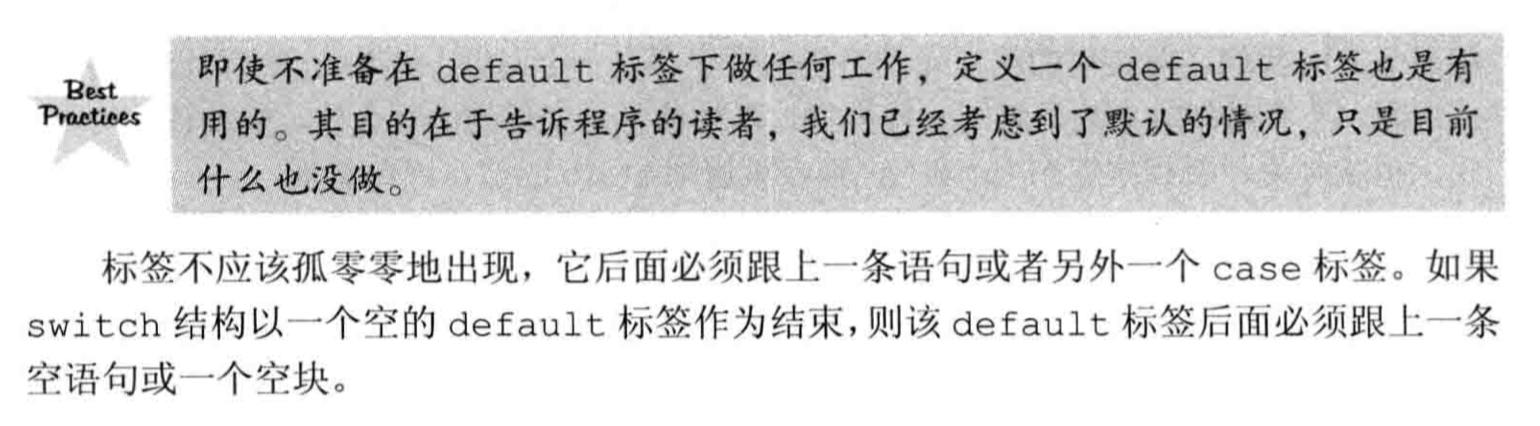 Best
Practices
即使不准备在 default 标签下做任何工作，定义一个 default 标签也是有
用的。其目的在于告诉程序的读者，我们已经考虑到了默认的情况，只是目前
什么也没做。
标签不应该孤零零地出现，它后面必须跟上一条语句或者另外一个 case 标签。如果
switch 结构以一个空的 default 标签作为结束，则该 default 标签后面必须跟上一条
空语句或一个空块。